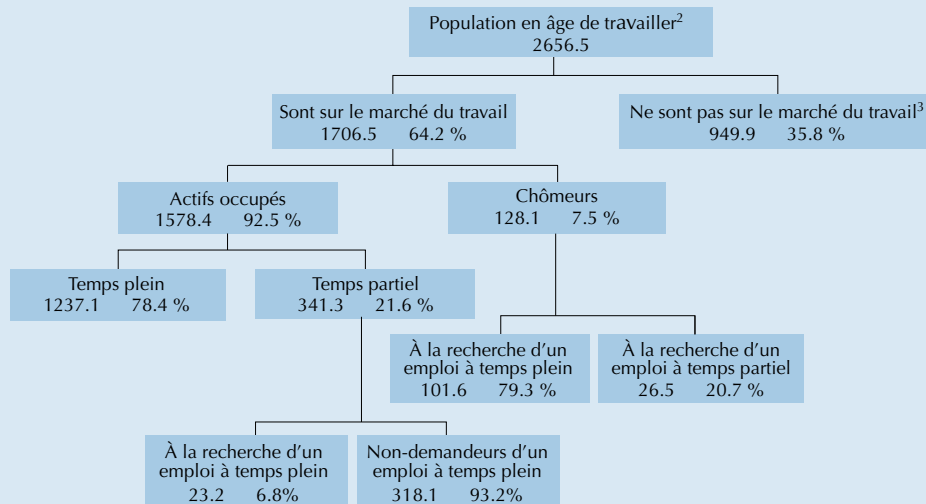 Population en âge de travailler²
2656.5
Sont sur le marché du travail
1706.5 64.2 %
Ne sont pas sur le marché du travail³
949.9 35.8 %
Actifs occupés
1578.4 92.5 %
Chômeurs
128.1 7.5 %
Temps plein
1237.1 78.4 %
Temps partiel
341.3 21.6 %
À la recherche d’un
emploi à temps plein
101.6 79.3 %
À la recherche d’un
emploi à temps partiel
26.5 20.7 %
À la recherche d’un
emploi à temps plein
23.2 6.8%
Non-demandeurs d’un
emploi à temps plein
318.1 93.2%